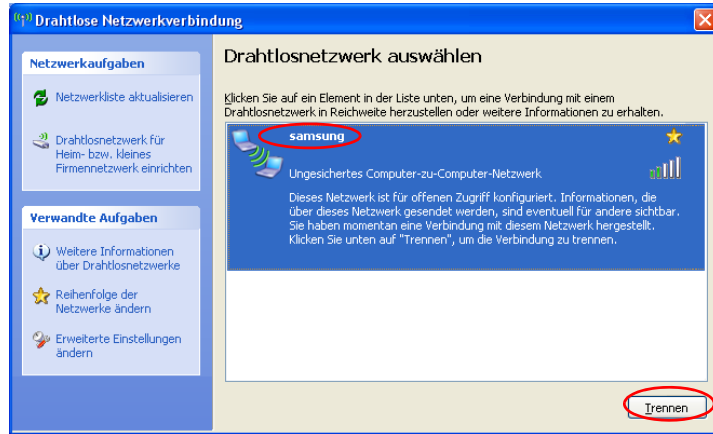 Drahtlose Netzwerkverbindung
Netzwerkaufgaben
Netzwerkliste aktualisieren
Drahtlosnetzwerk für
Heim- bzw. kleines
Firmennetzwerk einrichten
Verwandte Aufgaben
Weitere Informationen
über Drahtlosnetzwerke
Reihenfolge der
Netzwerke ändern
Erweiterte Einstellungen
ändern
Drahtlosnetzwerk auswählen
Klicken Sie auf ein Element in der Liste unten, um eine Verbindung mit einem
Drahtlosnetzwerk in Reichweite herzustellen oder weitere Informationen zu erhalten.
samsung
Ungesichertes Computer-zu-Computer-Netzwerk
Dieses Netzwerk ist für offenen Zugriff konfiguriert. Informationen, die
über dieses Netzwerk gesendet werden, sind eventuell für andere sichtbar.
Sie haben momentan eine Verbindung mit diesem Netzwerk hergestellt.
Klicken Sie unten auf "Trennen", um die Verbindung zu trennen.
Trennen